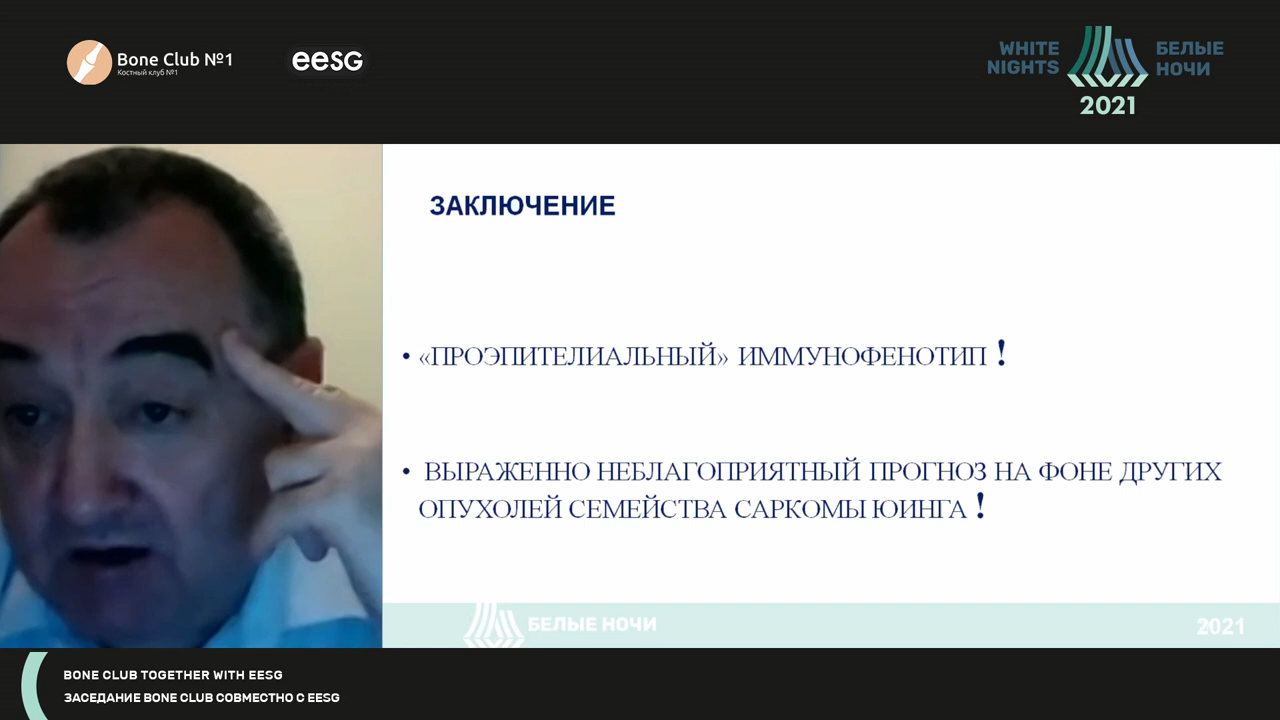 Bone Club №1
Костный клуб №1
eesg
WHITE
NIGHTS
БЕЛЫЕ
НОЧИ
2021
ЗАКЛЮЧЕНИЕ
• «ПРОЭПИТЕЛИАЛЬНЫЙ» ИММУНОФЕНОТИП !
• ВЫРАЖЕННО НЕБЛАГОПРИЯТНЫЙ ПРОГНОЗ НА ФОНЕ ДРУГИХ
ОПУХОЛЕЙ СЕМЕЙСТВА САРКОМЫ ЮИНГА !
БЕЛЫЕ НОЧИ
2021
BONE CLUB TOGETHER WITH EESG
ЗАСЕДАНИЕ BONE CLUB СОВМЕСТНО С EESG